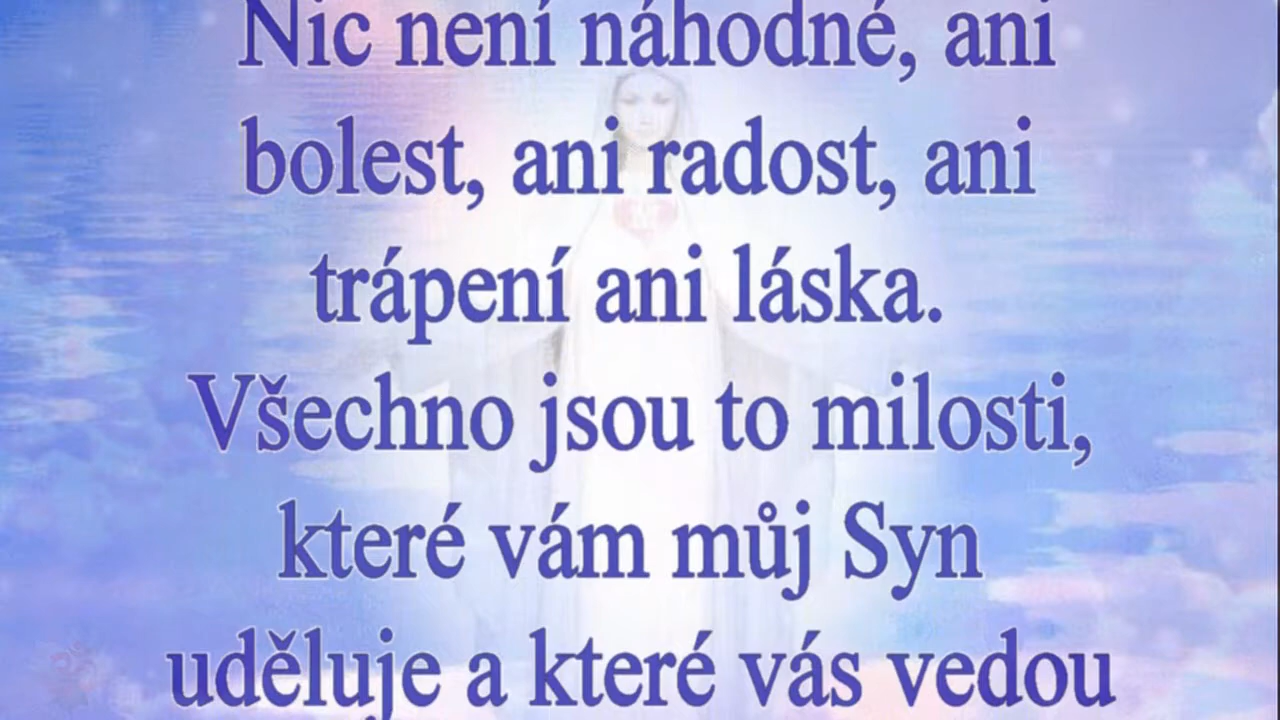 Nic není náhodné, ani
bolest, ani radost, ani
trápení ani láska.
Všechno jsou to milosti,
které vám můj Syn
uděluje a které vás vedou